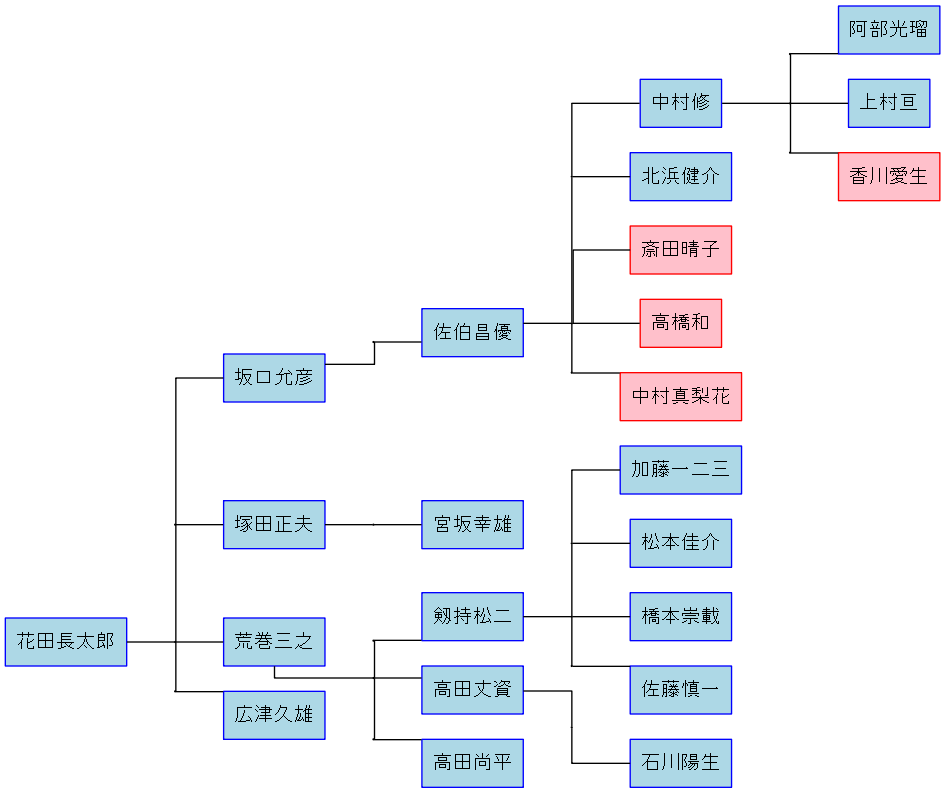 阿部光瑠
中村修
上村亘
北浜健介
香川愛生
斎田晴子
高橋和
佐伯昌優
坂口允彦
中村真梨花
加藤一二三
塚田正夫
宮坂幸雄
松本佳介
花田長太郎
荒巻三之
剱持松二
橋本崇載
広津久雄
高田丈資
佐藤慎一
高田尚平
石川陽生